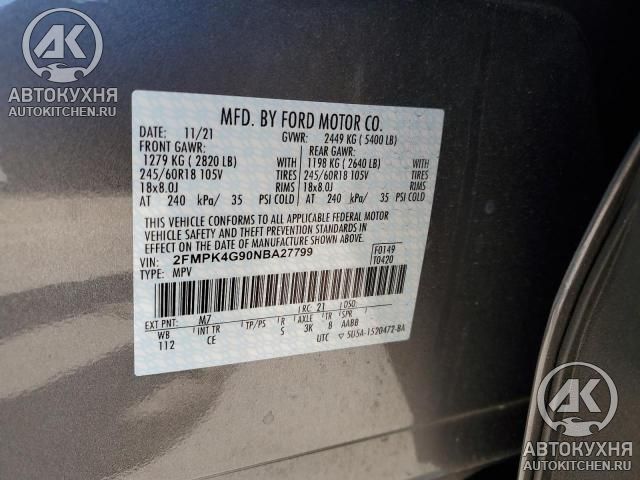 АВТОКУХНЯ
AUTOKITCHEN.RU
MFD. BY FORD MOTOR CO.
DATE: 11/21 GVWR: 2449 KG (5400 LB)
FRONT GAWR: REAR GAWR:
1279 KG (2820 LB) WITH 1198 KG (2640 LB) WITH
245/60R18 105V TIRES 245/60R18 105V TIRES
18x8.0J RIMS 18x8.0J RIMS
AT 240 kPa/ 35 PSI COLD AT 240 kPa/ 35 PSI COLD
THIS VEHICLE CONFORMS TO ALL APPLICABLE FEDERAL MOTOR
VEHICLE SAFETY AND THEFT PREVENTION STANDARDS IN
EFFECT ON THE DATE OF MANUFACTURE SHOWN ABOVE.
VIN: 2FMPK4G90NBA27799 F0149
TYPE: MPV T0420
EXT PNT: M7 RC: 21 DSO:
WB INT TR TP/PS R AXLE TR SPR
112 CE S 3K 8 AABB
UTC ▽ 5U5A-1520472-BA
АВТОКУХНЯ
AUTOKITCHEN.RU